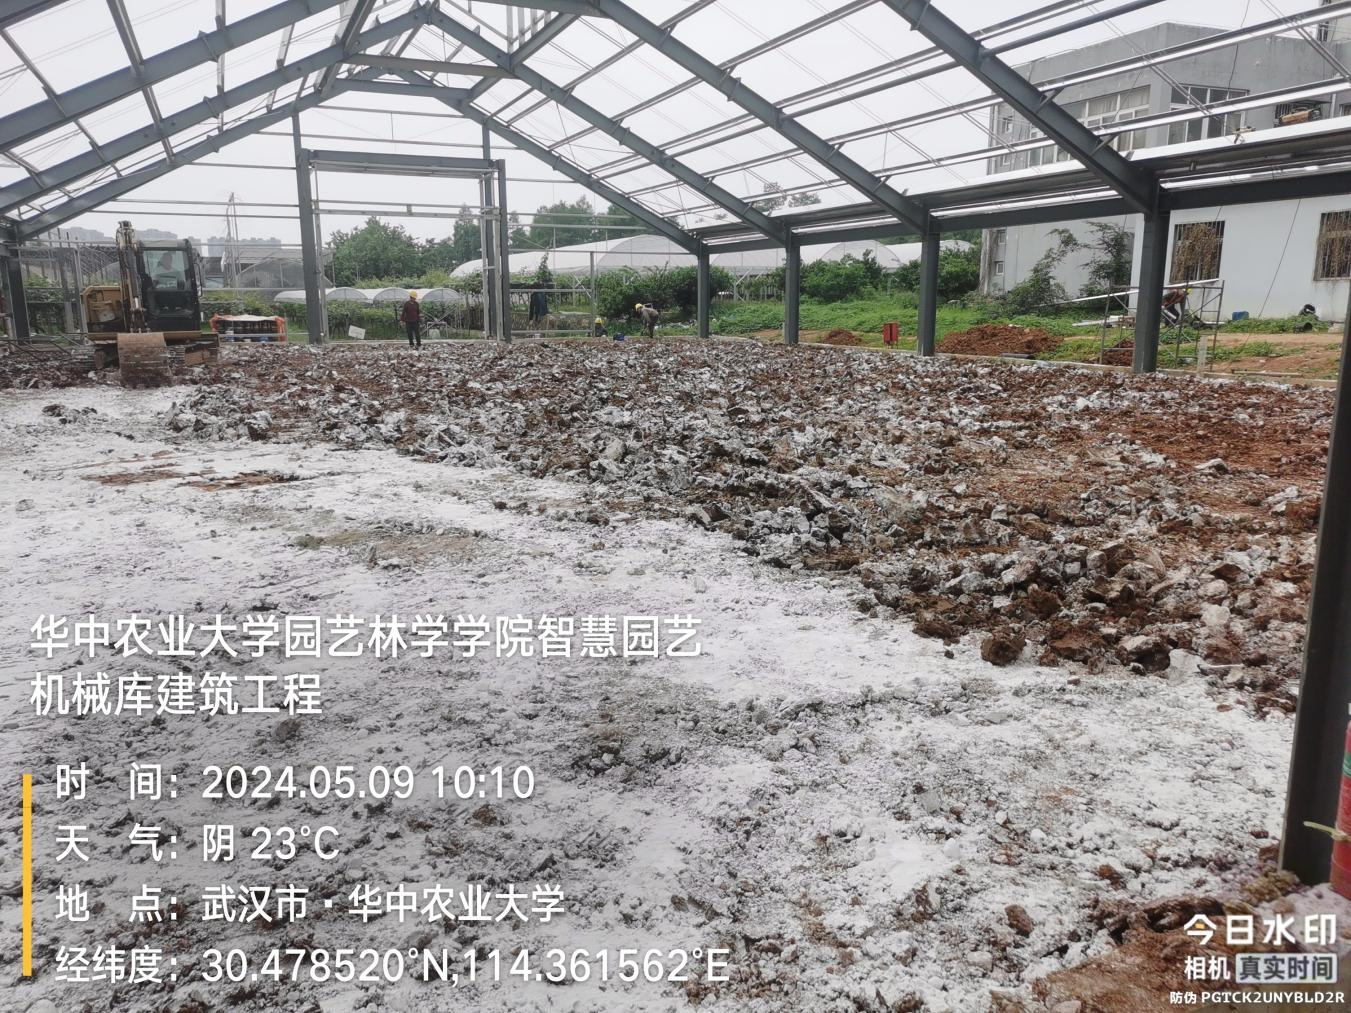 华中农业大学园艺林学学院智慧园艺
机械库建筑工程
时 间：2024.05.09 10:10
天 气：阴 23°C
地 点：武汉市·华中农业大学
经纬度：30.478520°N,114.361562°E
今日水印
相机 真实时间
防伪 PGTCK2UNYBLD2R